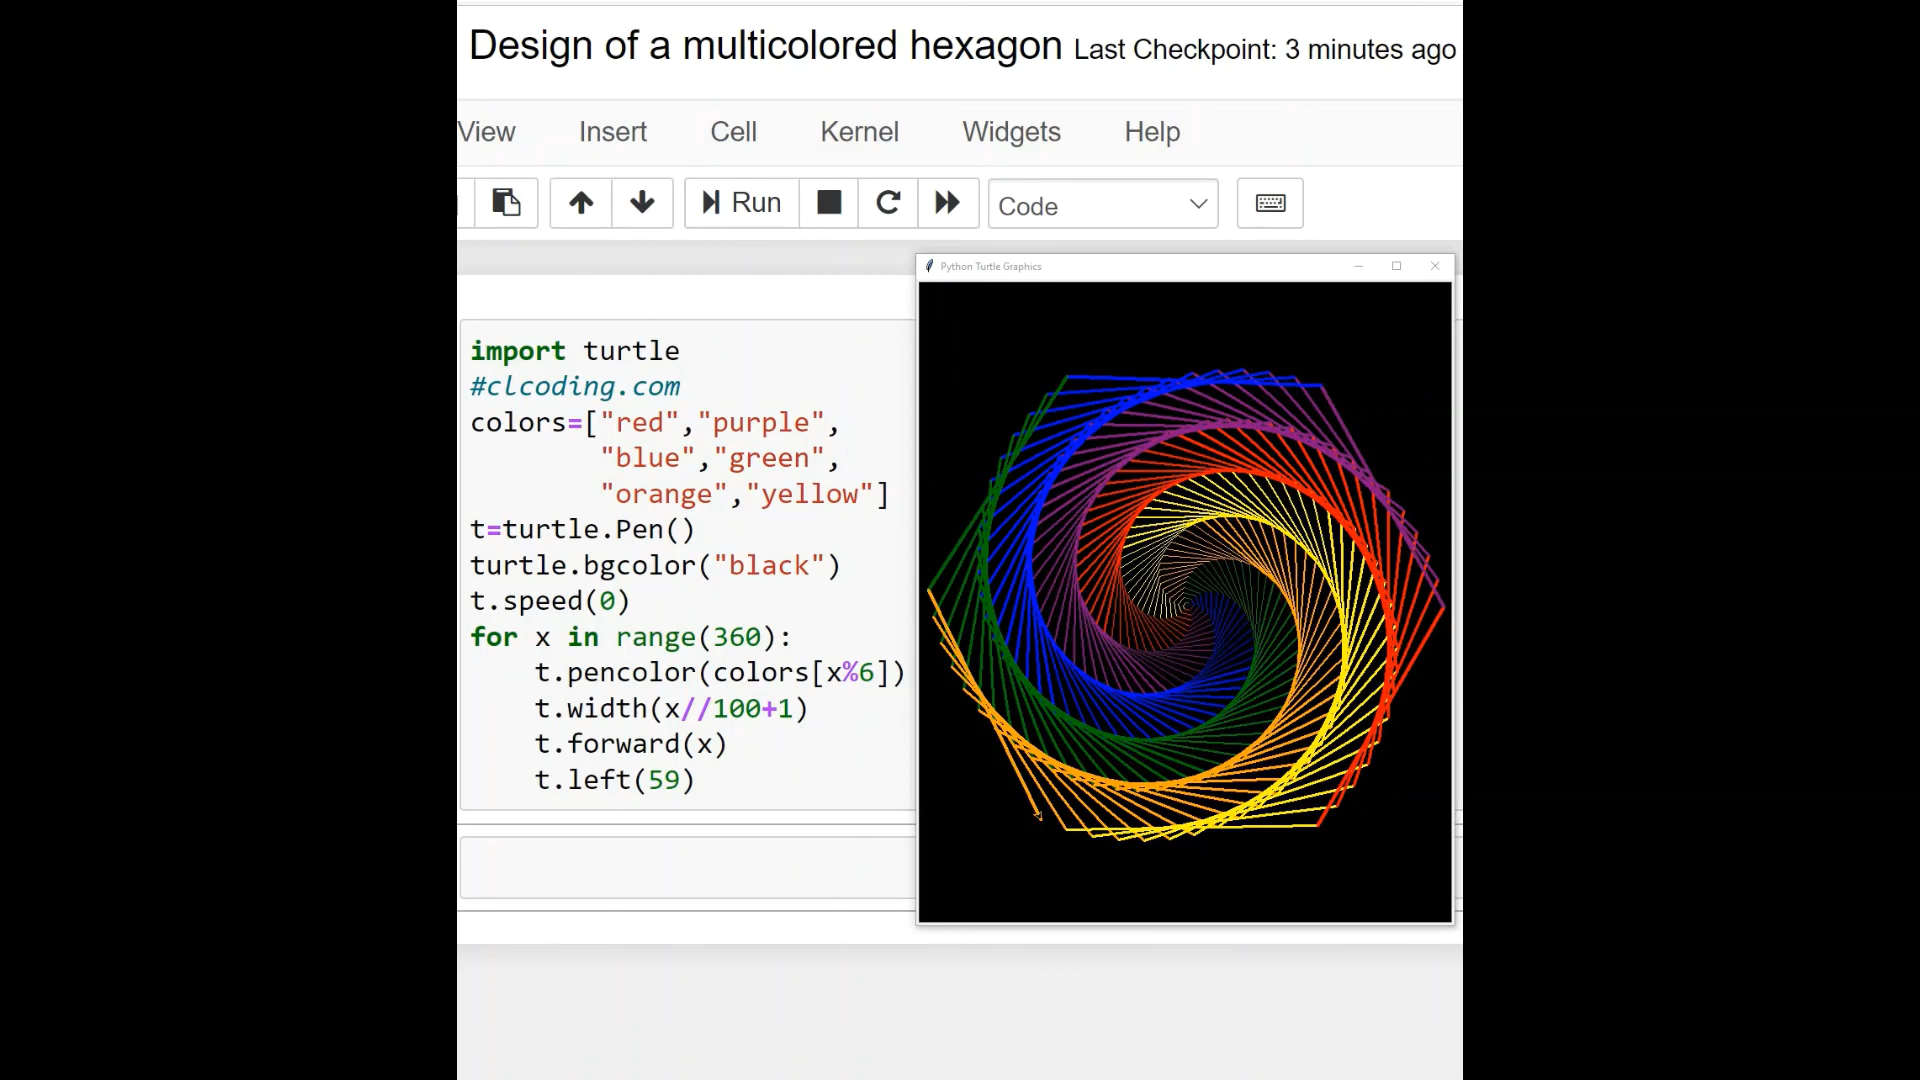 Design of a multicolored hexagon Last Checkpoint: 3 minutes ago
View Insert Cell Kernel Widgets Help
Run Code
Python Turtle Graphics
import turtle
#clcoding.com
colors=["red","purple",
"blue","green",
"orange","yellow"]
t=turtle.Pen()
turtle.bgcolor("black")
t.speed(0)
for x in range(360):
t.pencolor(colors[x%6])
t.width(x//100+1)
t.forward(x)
t.left(59)